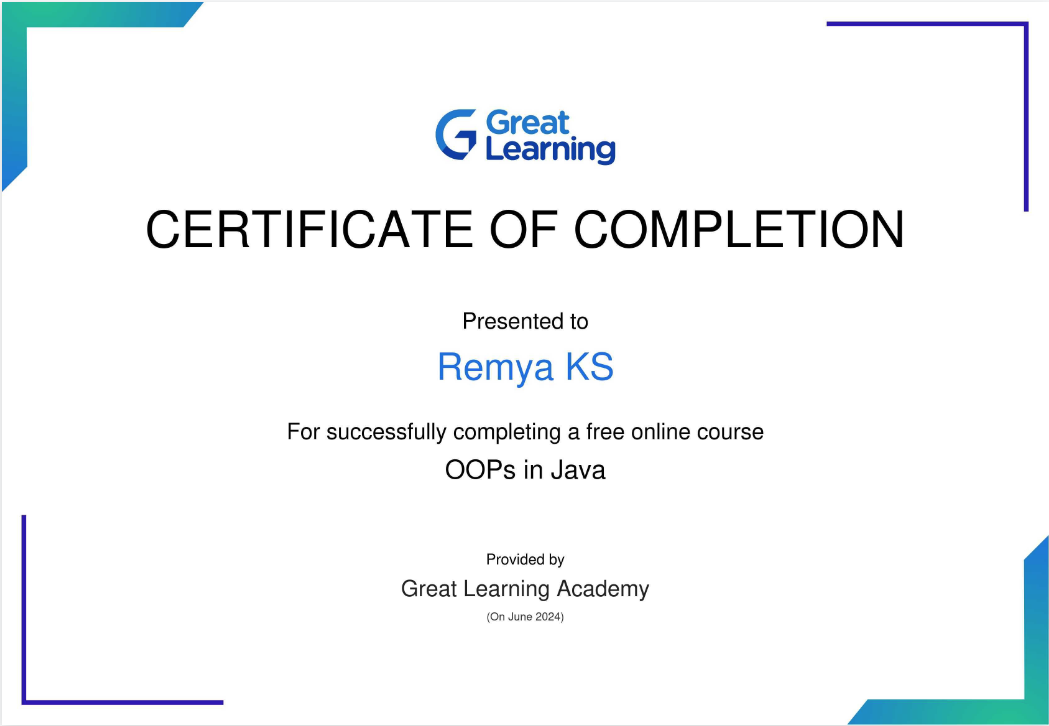 Great
Learning
CERTIFICATE OF COMPLETION
Presented to
Remya KS
For successfully completing a free online course
OOPs in Java
Provided by
Great Learning Academy
(On June 2024)